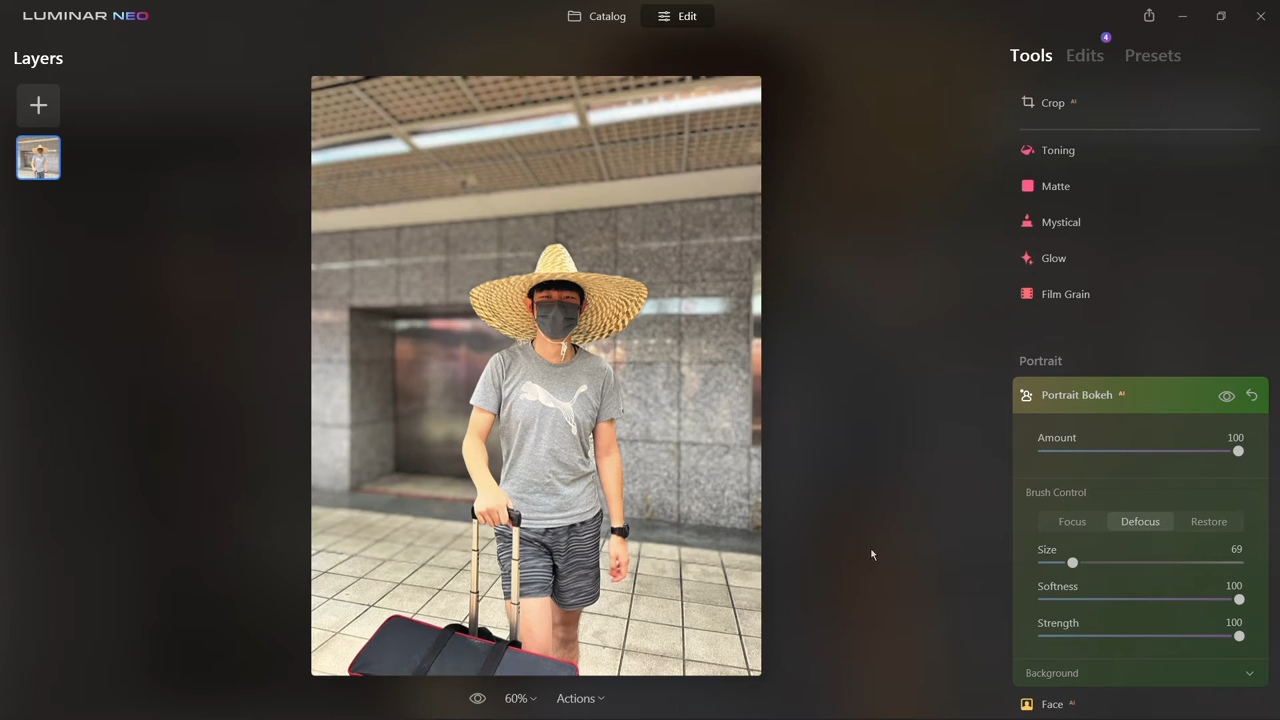 LUMINAR NEO
Catalog
Edit
Layers
4
Tools Edits Presets
Crop AI
Toning
Matte
Mystical
Glow
Film Grain
Portrait
Portrait Bokeh AI
Amount 100
Brush Control
Focus Defocus Restore
Size 69
Softness 100
Strength 100
Background
Face AI
60%
Actions